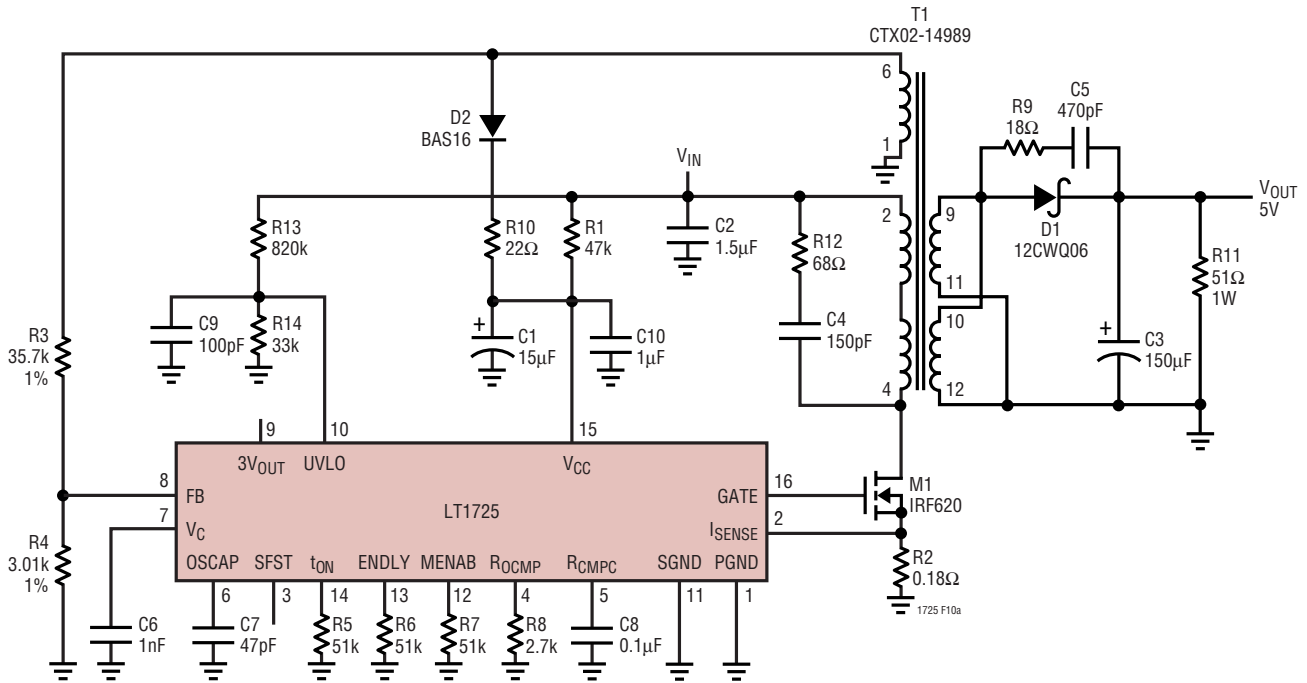 T1
CTX02-14989
6
D2
BAS16
1
R9
18Ω
C5
470pF
VIN
VOUT
5V
2
9
R13
820k
R10
22Ω
R1
47k
C2
1.5µF
R12
68Ω
D1
12CWQ06
R11
51Ω
1W
11
10
C9
100pF
R14
33k
+
C1
15µF
C10
1µF
C4
150pF
+
C3
150µF
R3
35.7k
1%
4
12
9
10
15
3VOUT
UVLO
VCC
8
FB
GATE
16
M1
IRF620
7
VC
LT1725
ISENSE
2
R4
3.01k
1%
OSCAP
SFST
tON
ENDLY
MENAB
ROCMP
RCMPC
SGND
PGND
R2
0.18Ω
6
3
14
13
12
4
5
11
1
1725 F10a
C6
1nF
C7
47pF
R5
51k
R6
51k
R7
51k
R8
2.7k
C8
0.1µF